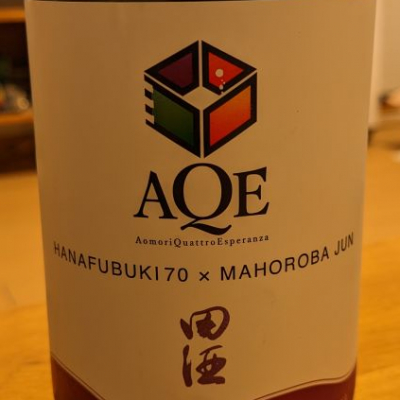 AQE
AomoriQuattroEsperanza
HANAFUBUKI70 × MAHOROBA JUN
田酒